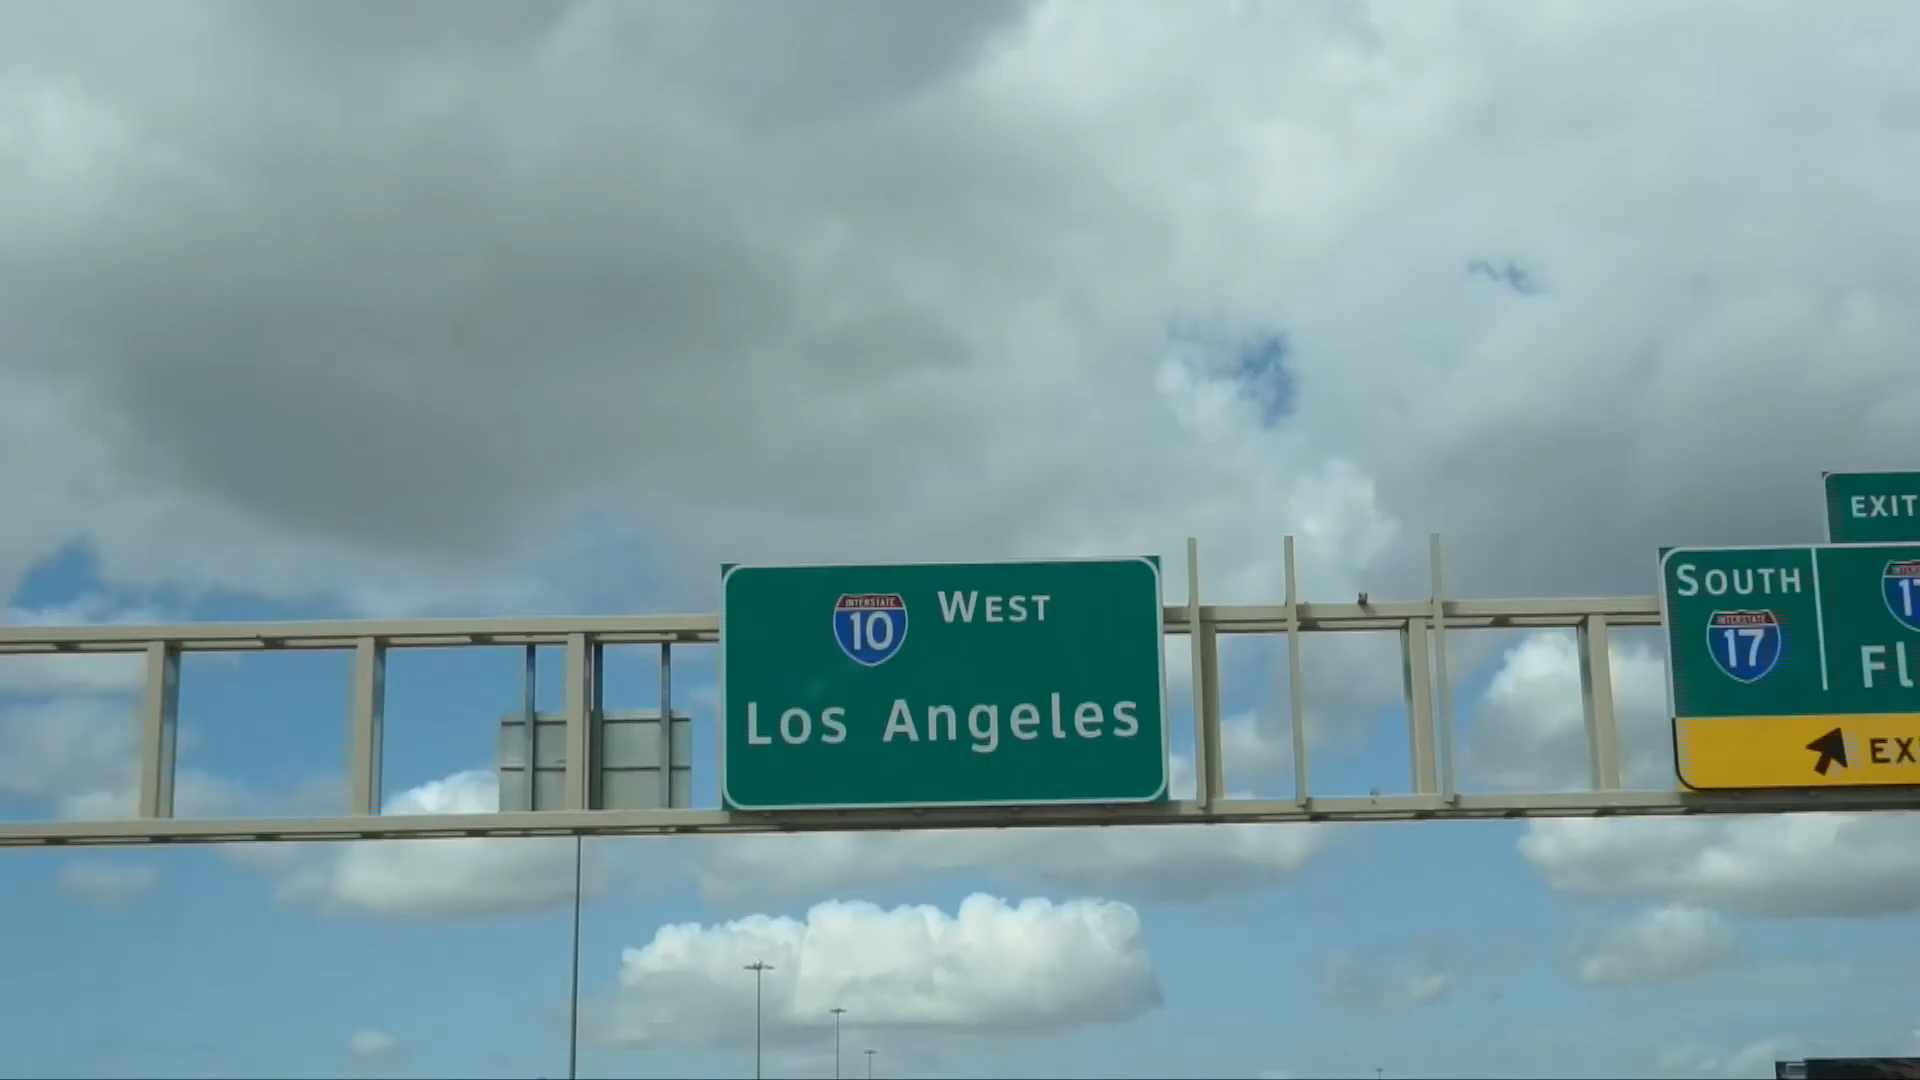 INTERSTATE
10 WEST
Los Angeles
EXIT
SOUTH
INTERSTATE
17